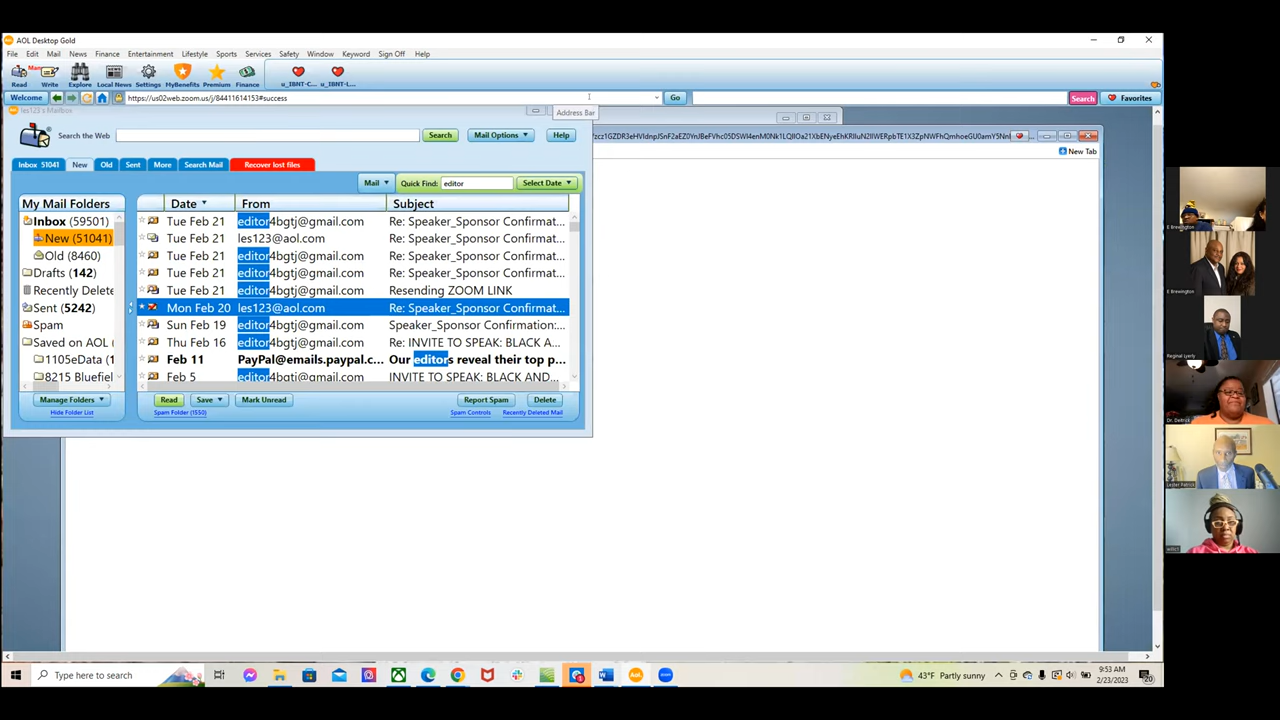 AOL Desktop Gold
File Edit Mail News Finance Entertainment Lifestyle Sports Services Safety Window Keyword Sign Off Help
Read Write Explore Local News Settings MyBenefits Premium Finance u_IBNT-C... u_IBNT-L...
Welcome https://us02web.zoom.us/j/84411614153#success Go Search Favorites
Address Bar
les123's Mailbox
Search the Web Search Mail Options Help
New Tab
Inbox 51041 New Old Sent More Search Mail Recover lost files
Mail Quick Find: editor Select Date
My Mail Folders Date From Subject
Inbox (59501) Tue Feb 21 editor4bgtj@gmail.com Re: Speaker_Sponsor Confirmat...
New (51041) Tue Feb 21 les123@aol.com Re: Speaker_Sponsor Confirmat...
Old (8460) Tue Feb 21 editor4bgtj@gmail.com Re: Speaker_Sponsor Confirmat...
Drafts (142) Tue Feb 21 editor4bgtj@gmail.com Re: Speaker_Sponsor Confirmat...
Recently Delete Tue Feb 21 editor4bgtj@gmail.com Resending ZOOM LINK
Sent (5242) Mon Feb 20 les123@aol.com Re: Speaker_Sponsor Confirmat...
Spam Sun Feb 19 editor4bgtj@gmail.com Speaker_Sponsor Confirmation:...
Saved on AOL Thu Feb 16 editor4bgtj@gmail.com Re: INVITE TO SPEAK: BLACK A...
1105eData (1 Feb 11 PayPal@emails.paypal.c... Our editors reveal their top p...
8215 Bluefiel Feb 5 editor4bgtj@gmail.com INVITE TO SPEAK: BLACK AND...
Manage Folders Read Save Mark Unread Report Spam Delete
Hide Folder List Spam Folder (1550) Spam Controls Recently Deleted Mail
E Brewington
E Brewington
Reginal Lyerly
Type here to search
43°F Partly sunny
9:53 AM
2/23/2023
20